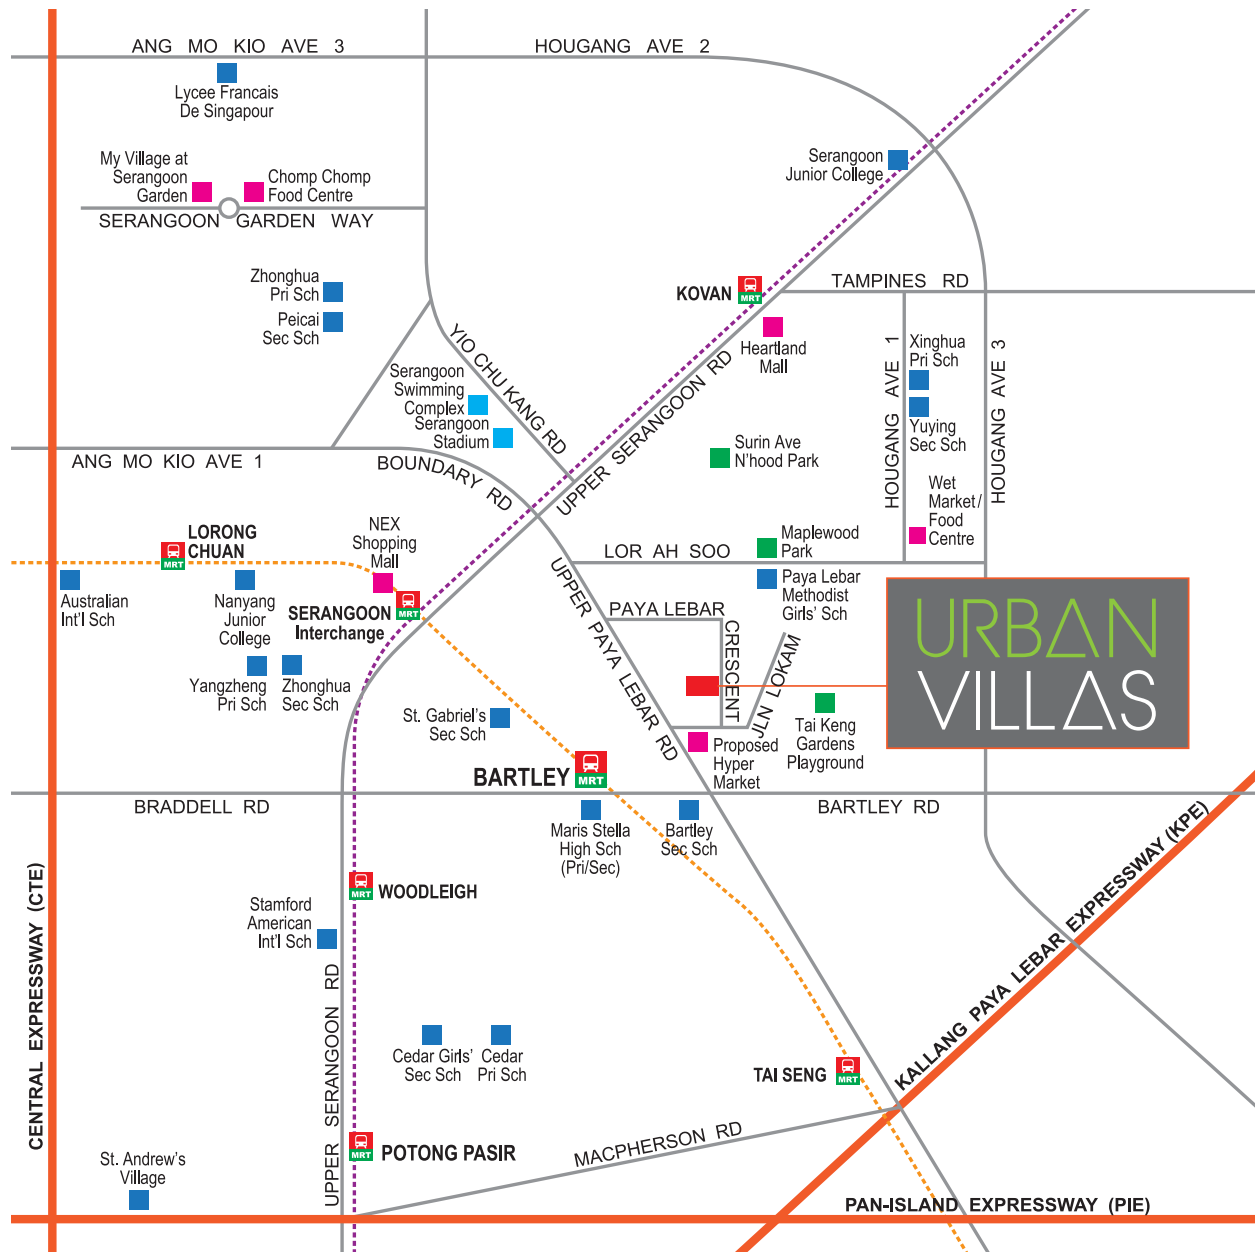 ANG MO KIO AVE 3
HOUGANG AVE 2
Lycee Francais
De Singapour
My Village at
Serangoon
Garden
Chomp Chomp
Food Centre
SERANGOON GARDEN WAY
Serangoon
Junior College
Zhonghua
Pri Sch
Peicai
Sec Sch
KOVAN
MRT
TAMPINES RD
Heartland
Mall
YIO CHU KANG RD
Serangoon
Swimming
Complex
Serangoon
Stadium
UPPER SERANGOON RD
HOUGANG AVE 1
Xinghua
Pri Sch
Yuying
Sec Sch
HOUGANG AVE 3
Surin Ave
N'hood Park
Wet
Market/
Food
Centre
ANG MO KIO AVE 1
BOUNDARY RD
LORONG
CHUAN
MRT
NEX
Shopping
Mall
LOR AH SOO
Maplewood
Park
Paya Lebar
Methodist
Girls' Sch
Australian
Int'l Sch
Nanyang
Junior
College
SERANGOON
Interchange
MRT
UPPER PAYA LEBAR RD
PAYA LEBAR
CRESCENT
JLN LOKAM
URBAN
VILLAS
Yangzheng
Pri Sch
Zhonghua
Sec Sch
St. Gabriel's
Sec Sch
Tai Keng
Gardens
Playground
Proposed
Hyper
Market
BARTLEY
MRT
BRADDELL RD
BARTLEY RD
Maris Stella
High Sch
(Pri/Sec)
Bartley
Sec Sch
CENTRAL EXPRESSWAY (CTE)
KALLANG PAYA LEBAR EXPRESSWAY (KPE)
MRT
WOODLEIGH
Stamford
American
Int'l Sch
UPPER SERANGOON RD
Cedar Girls'
Sec Sch
Cedar
Pri Sch
TAI SENG
MRT
MRT
POTONG PASIR
MACPHERSON RD
St. Andrew's
Village
PAN-ISLAND EXPRESSWAY (PIE)